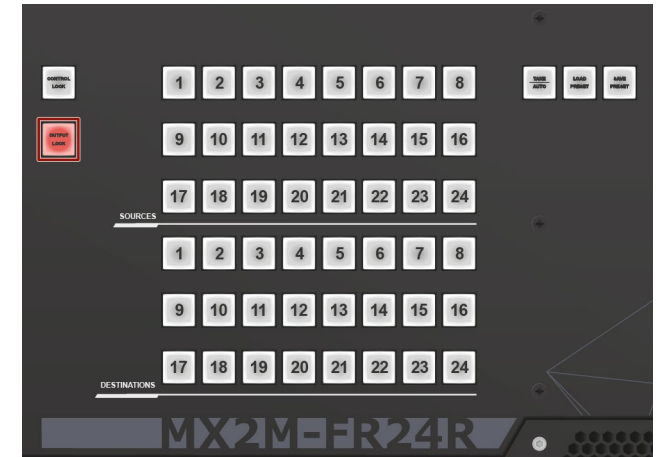 CONTROL
LOCK
1 2 3 4 5 6 7 8
TAKE
AUTO
LOAD
PRESET
SAVE
PRESET
OUTPUT
LOCK
9 10 11 12 13 14 15 16
17 18 19 20 21 22 23 24
SOURCES
1 2 3 4 5 6 7 8
9 10 11 12 13 14 15 16
17 18 19 20 21 22 23 24
DESTINATIONS
MX2M-FR24R